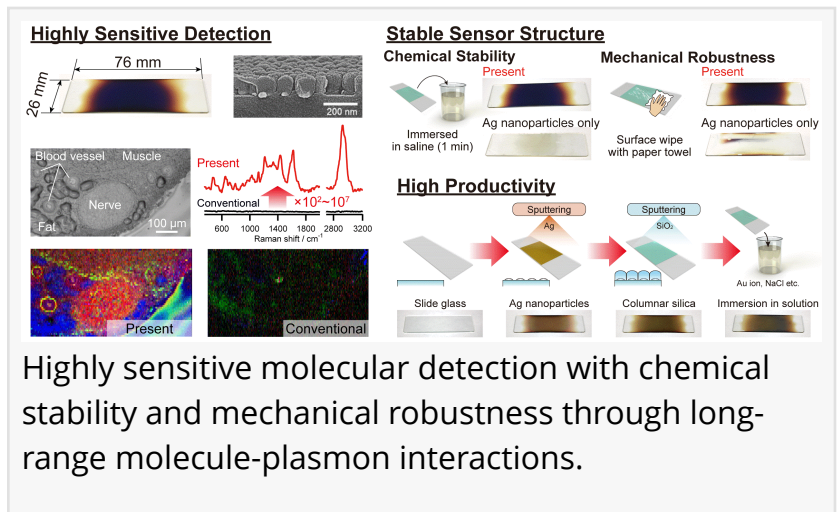 Highly Sensitive Detection
76 mm
26 mm
200 nm
Blood vessel
Muscle
Nerve
Fat
100 μm
Present
Conventional
×10²~10⁷
600 1400 2200 2800 3200
Raman shift / cm⁻¹
Present
Conventional
Stable Sensor Structure
Chemical Stability
Immersed
in saline (1 min)
Present
Ag nanoparticles only
Mechanical Robustness
Surface wipe
with paper towel
Present
Ag nanoparticles only
High Productivity
Sputtering
Ag
Sputtering
SiO₂
Au ion, NaCl etc.
Slide glass
Ag nanoparticles
Columnar silica
Immersion in solution
Highly sensitive molecular detection with chemical
stability and mechanical robustness through long-
range molecule-plasmon interactions.